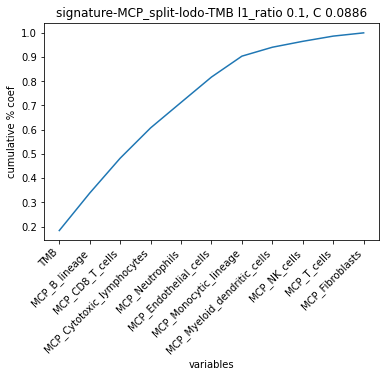 signature-MCP_split-lodo-TMB l1_ratio 0.1, C 0.0886
cumulative % coef
1.0
0.9
0.8
0.7
0.6
0.5
0.4
0.3
0.2
TMB
MCP_B_lineage
MCP_CD8_T_cells
MCP_Cytotoxic_lymphocytes
MCP_Neutrophils
MCP_Endothelial_cells
MCP_Monocytic_lineage
MCP_Myeloid_dendritic_cells
MCP_NK_cells
MCP_T_cells
MCP_Fibroblasts
variables